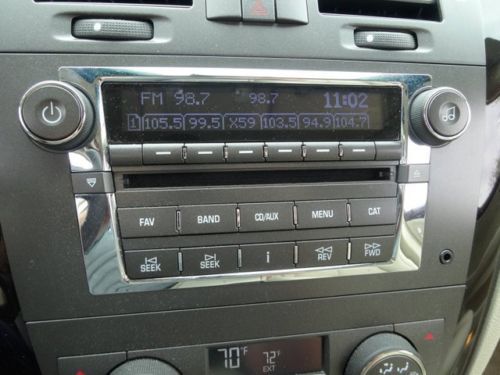 FM 98.7 98.7 11:02
1 105.5 99.5 X59 103.5 94.9 104.7
FAV BAND CD/AUX MENU CAT
SEEK SEEK i REV FWD
70°F 72°F
EXT